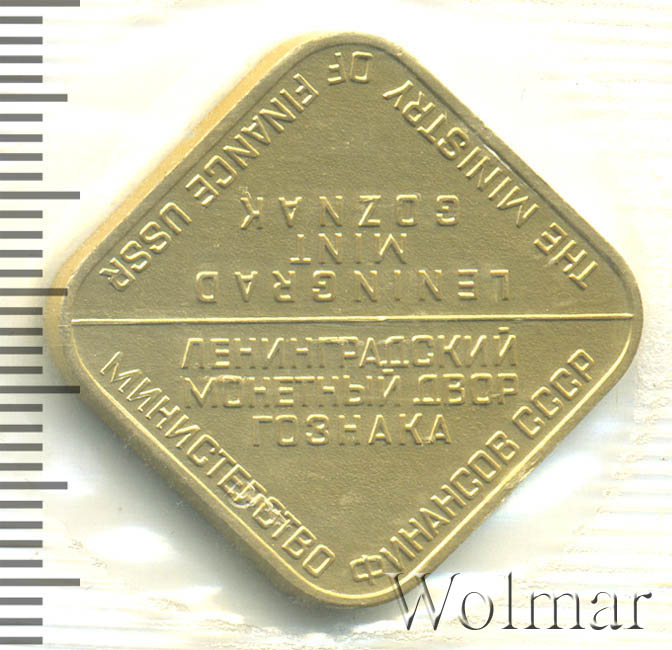 THE MINISTRY OF FINANCE USSR
LENINGRAD
MINT
GOZNAK
ЛЕНИНГРАДСКИЙ
МОНЕТНЫЙ ДВОР
ГОЗНАКА
МИНИСТЕРСТВО ФИНАНСОВ СССР
Wolmar